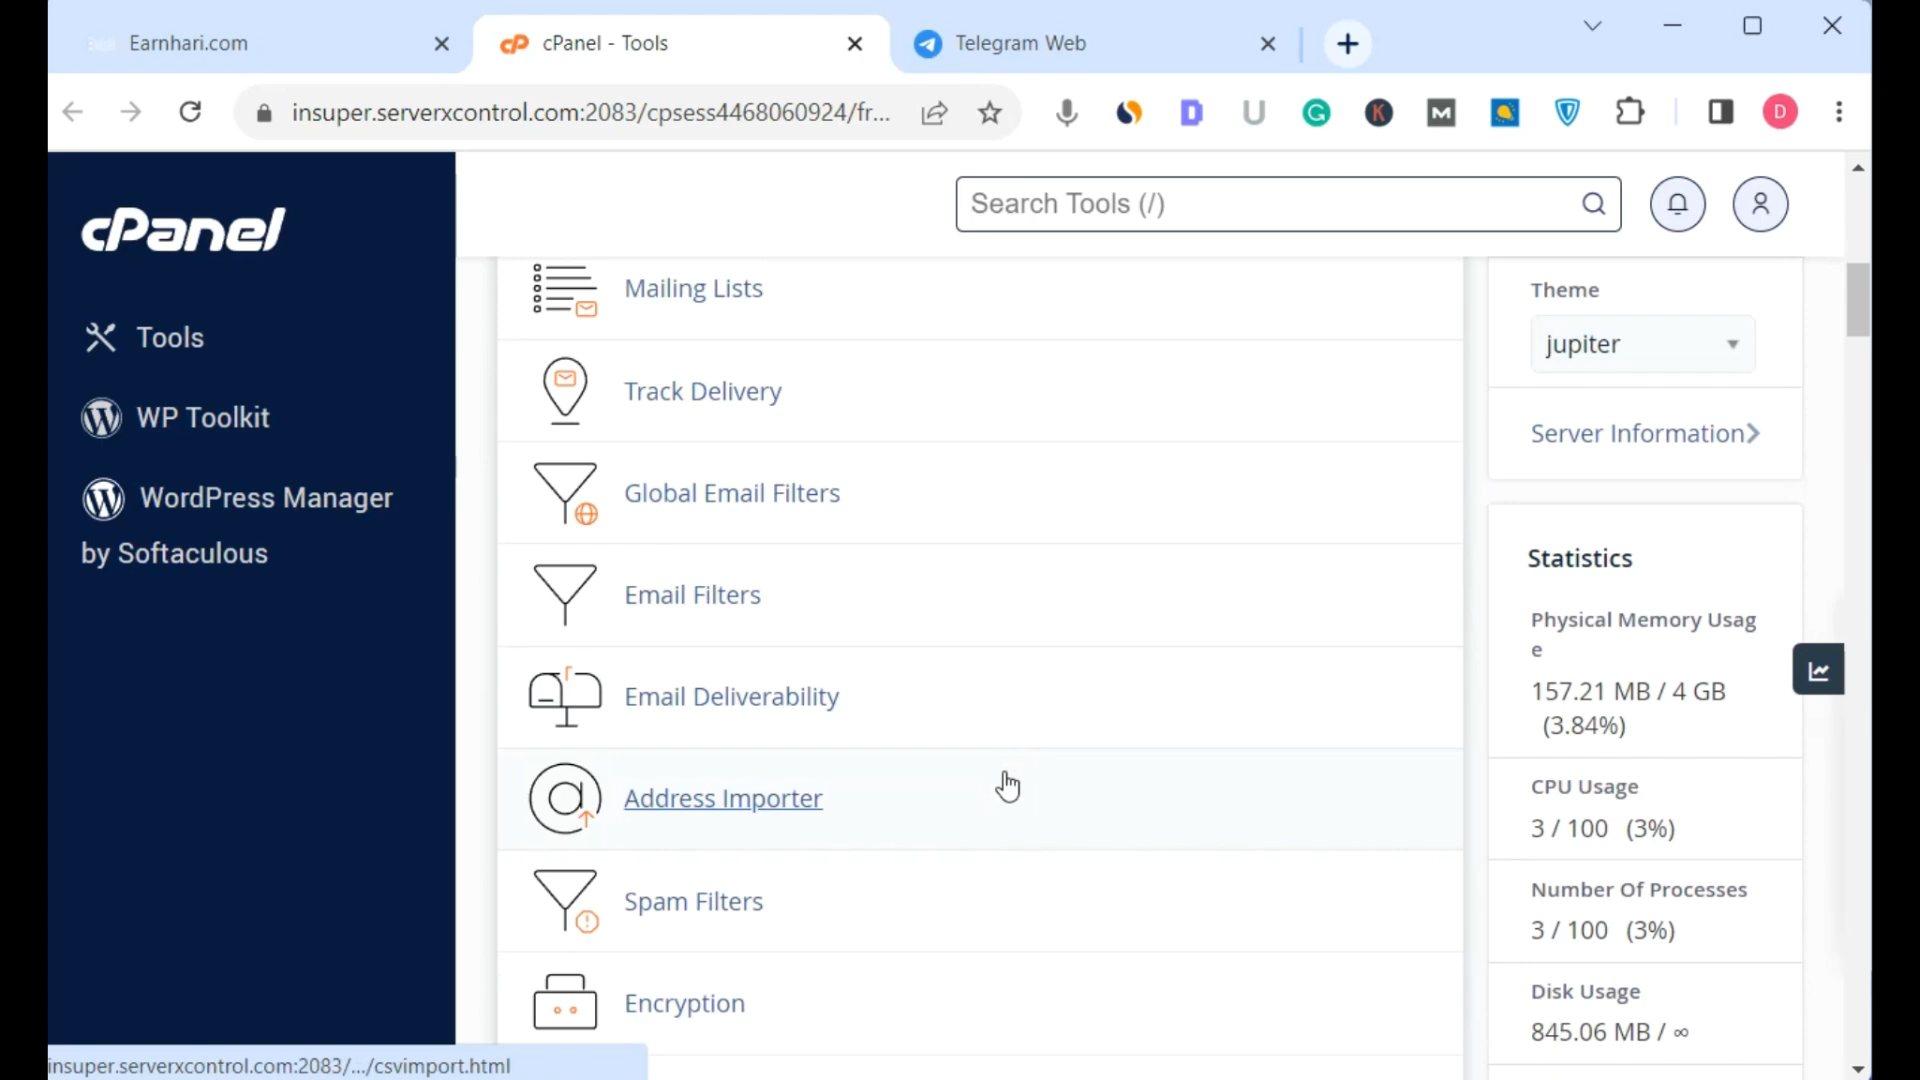 Earnhari.com
cPanel - Tools
Telegram Web
insuper.serverxcontrol.com:2083/cpsess4468060924/fr...
D
U
G
K
M
D
cPanel
Search Tools (/)
Tools
WP Toolkit
WordPress Manager
by Softaculous
Mailing Lists
Track Delivery
Global Email Filters
Email Filters
Email Deliverability
Address Importer
Spam Filters
Encryption
Theme
jupiter
Server Information
Statistics
Physical Memory Usag
e
157.21 MB / 4 GB
(3.84%)
CPU Usage
3 / 100 (3%)
Number Of Processes
3 / 100 (3%)
Disk Usage
845.06 MB / ∞
insuper.serverxcontrol.com:2083/.../csvimport.html